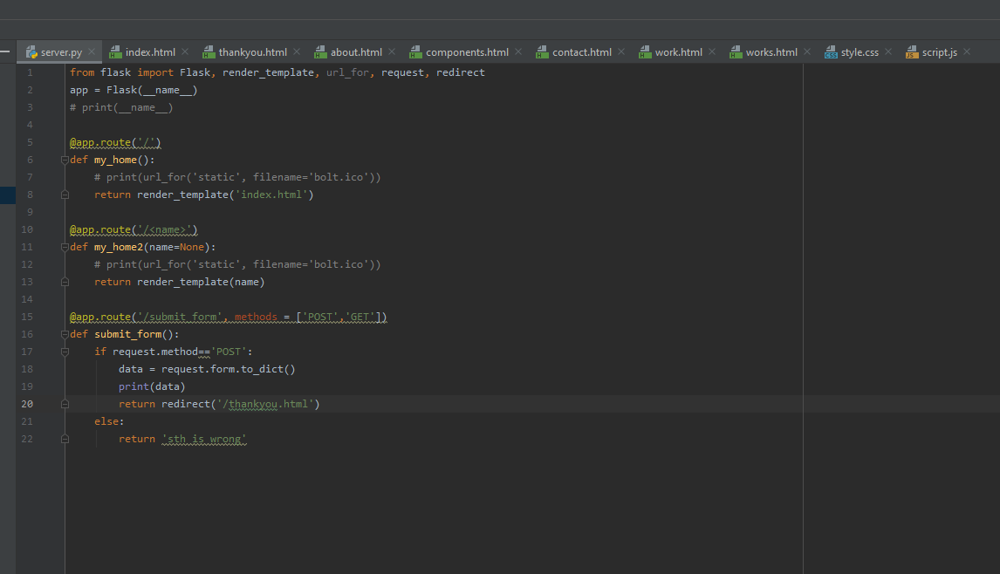 server.py index.html thankyou.html about.html components.html contact.html work.html works.html style.css script.js
1 from flask import Flask, render_template, url_for, request, redirect
2 app = Flask(__name__)
3 # print(__name__)
4
5 @app.route('/')
6 def my_home():
7     # print(url_for('static', filename='bolt.ico'))
8     return render_template('index.html')
9
10 @app.route('/<name>')
11 def my_home2(name=None):
12     # print(url_for('static', filename='bolt.ico'))
13     return render_template(name)
14
15 @app.route('/submit_form', methods = ['POST','GET'])
16 def submit_form():
17     if request.method=='POST':
18         data = request.form.to_dict()
19         print(data)
20         return redirect('/thankyou.html')
21     else:
22         return 'sth is wrong'